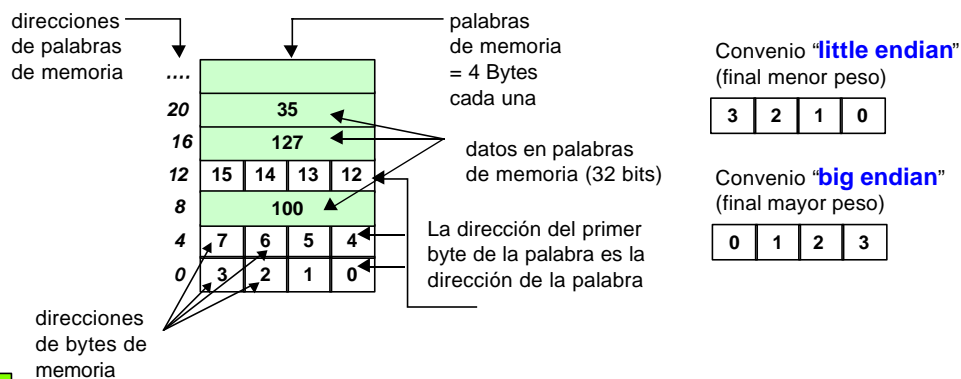 direcciones
de palabras
de memoria
palabras
de memoria
= 4 Bytes
cada una
....
20 35
16 127
12 15 14 13 12
8 100
4 7 6 5 4
0 3 2 1 0
datos en palabras
de memoria (32 bits)
La dirección del primer
byte de la palabra es la
dirección de la palabra
direcciones
de bytes de
memoria
Convenio “little endian”
(final menor peso)
3 2 1 0
Convenio “big endian”
(final mayor peso)
0 1 2 3